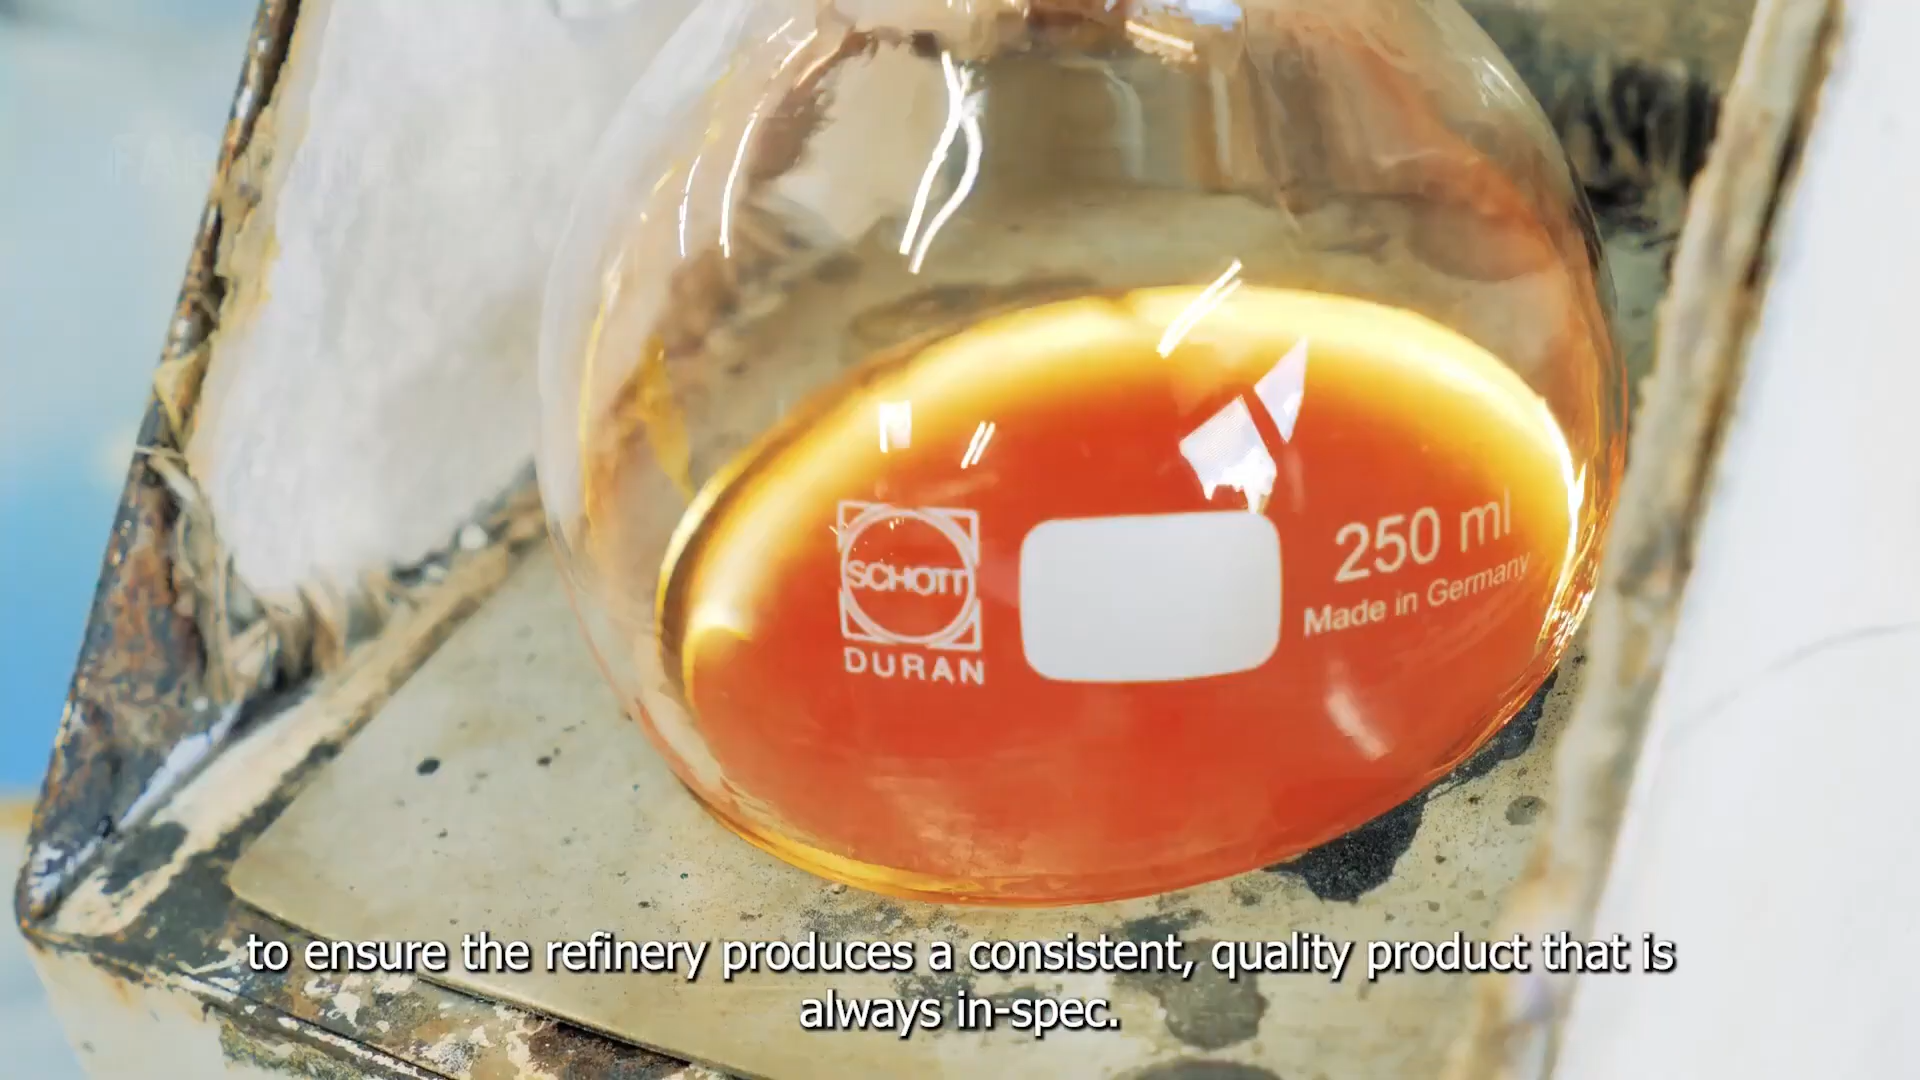 SCHOTT
DURAN
250 ml
Made in Germany
to ensure the refinery produces a consistent, quality product that is
always in-spec.